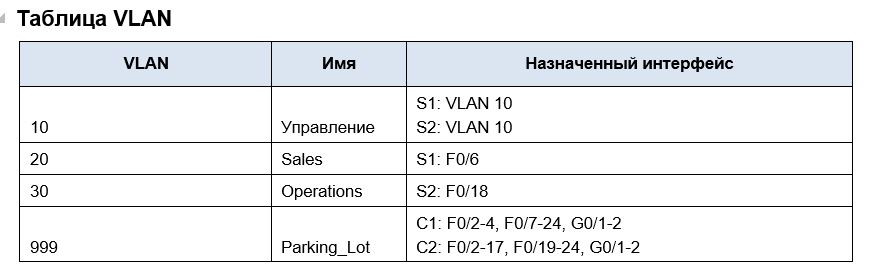 Таблица VLAN
VLAN Имя Назначенный интерфейс
S1: VLAN 10
10 Управление S2: VLAN 10
20 Sales S1: F0/6
30 Operations S2: F0/18
C1: F0/2-4, F0/7-24, G0/1-2
999 Parking_Lot C2: F0/2-17, F0/19-24, G0/1-2